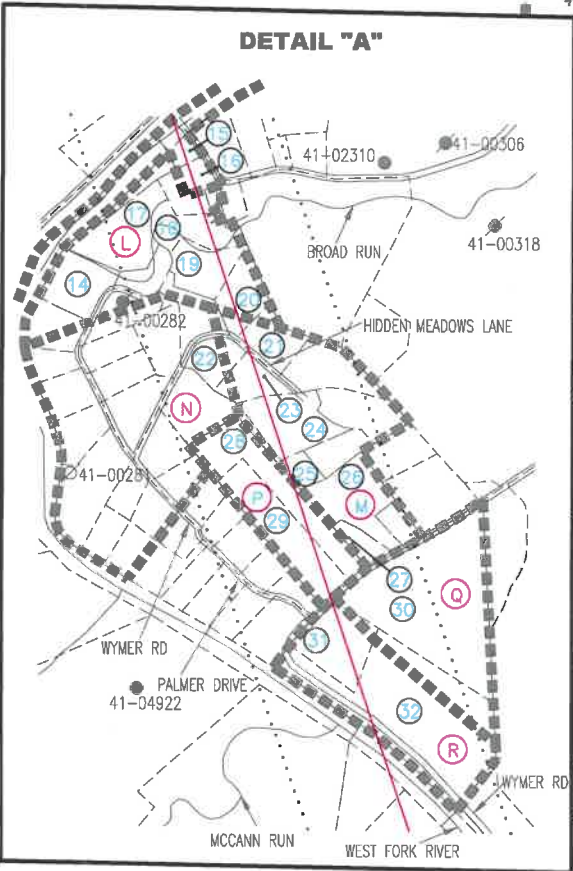 DETAIL "A"
15
41-00306
16
41-02310
17
18
41-00318
L
BROAD RUN
19
14
20
41-00282
HIDDEN MEADOWS LANE
21
22
N
23
24
28
25
26
41-00281
P
M
29
27
Q
30
31
WYMER RD
PALMER DRIVE
41-04922
32
R
WYMER RD
MCCANN RUN
WEST FORK RIVER